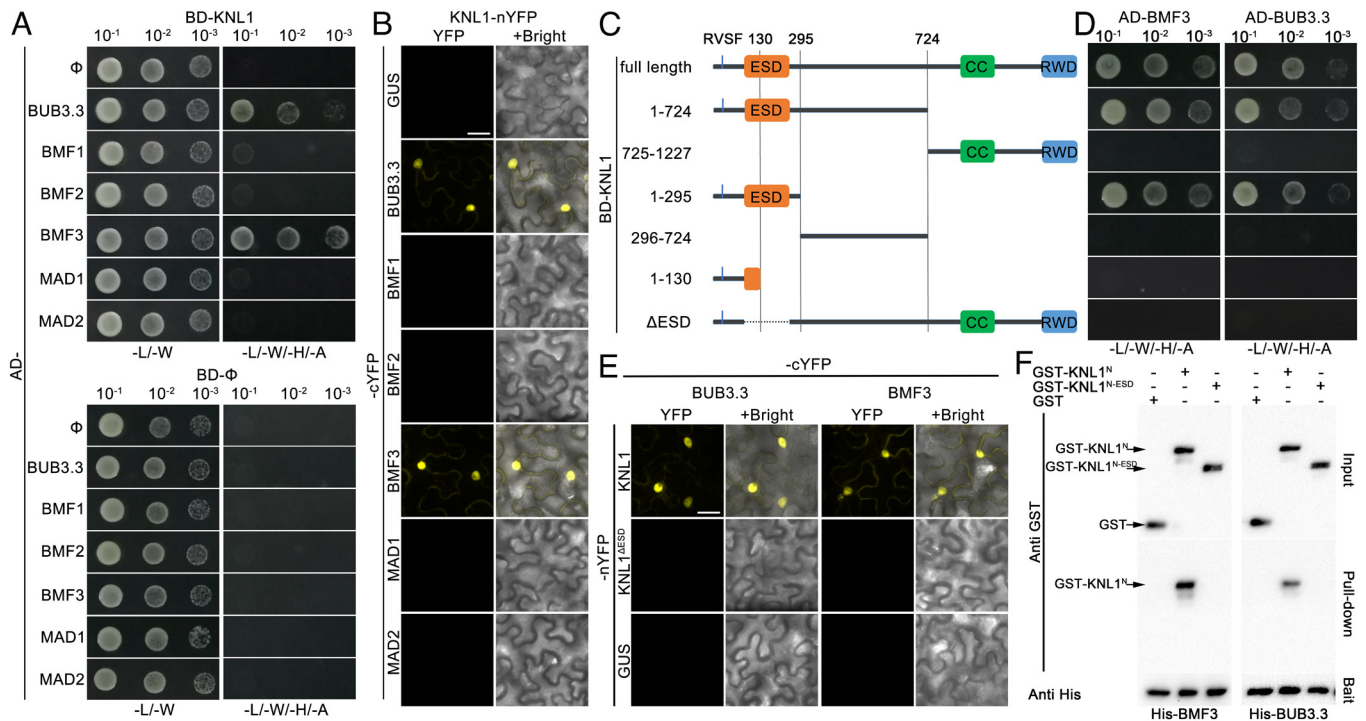 A
BD-KNL1
10-1 10-2 10-3 10-1 10-2 10-3
Φ
BUB3.3
BMF1
BMF2
BMF3
MAD1
MAD2
-L/-W -L/-W/-H/-A
AD-
BD-Φ
10-1 10-2 10-3 10-1 10-2 10-3
Φ
BUB3.3
BMF1
BMF2
BMF3
MAD1
MAD2
-L/-W -L/-W/-H/-A
B
KNL1-nYFP
YFP +Bright
-cYFP
GUS
BUB3.3
BMF1
BMF2
BMF3
MAD1
MAD2
C
RVSF 130 295 724
BD-KNL1
full length ESD CC RWD
1-724 ESD
725-1227 CC RWD
1-295 ESD
296-724
1-130
ΔESD CC RWD
D
AD-BMF3 AD-BUB3.3
10-1 10-2 10-3 10-1 10-2 10-3
-L/-W/-H/-A -L/-W/-H/-A
E
-cYFP
BUB3.3 BMF3
YFP +Bright YFP +Bright
-nYFP
KNL1
KNL1ΔESD
GUS
F
GST-KNL1N - + - - + -
GST-KNL1N-ESD - - + - - +
GST + - - + - -
Anti GST
GST-KNL1N
GST-KNL1N-ESD
GST
Input
GST-KNL1N
Pull-down
Anti His
Bait
His-BMF3 His-BUB3.3